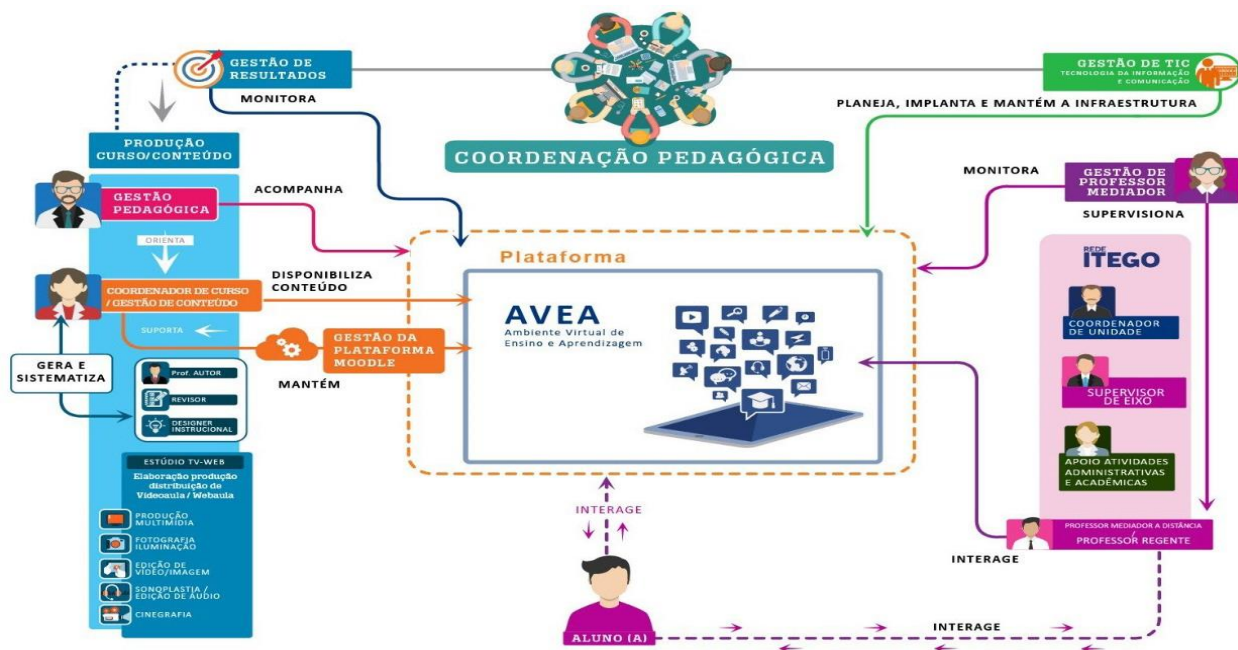 GESTÃO DE
RESULTADOS
MONITORA
GESTÃO DE TIC
TECNOLOGIA DA INFORMAÇÃO
E COMUNICAÇÃO
PLANEJA, IMPLANTA E MANTÉM A INFRAESTRUTURA
COORDENAÇÃO PEDAGÓGICA
PRODUÇÃO
CURSO/CONTEÚDO
GESTÃO
PEDAGÓGICA
ACOMPANHA
ORIENTA
COORDENADOR DE CURSO
/ GESTÃO DE CONTEÚDO
DISPONIBILIZA
CONTEÚDO
SUPORTA
GESTÃO DA
PLATAFORMA
MOODLE
MANTÉM
GERA E
SISTEMATIZA
Prof. AUTOR
REVISOR
DESIGNER
INSTRUCIONAL
ESTÚDIO TV-WEB
Elaboração produção
distribuição de
Videoaula / Webaula
PRODUÇÃO
MULTIMÍDIA
FOTOGRAFIA
ILUMINAÇÃO
EDIÇÃO DE
VÍDEO/IMAGEM
SONOPLASTIA /
EDIÇÃO DE ÁUDIO
CINEGRAFIA
Plataforma
AVEA
Ambiente Virtual de
Ensino e Aprendizagem
INTERAGE
ALUNO (A)
INTERAGE
MONITORA
GESTÃO DE
PROFESSOR
MEDIADOR
SUPERVISIONA
REDE
ITEGO
COORDENADOR
DE UNIDADE
SUPERVISOR
DE EIXO
APOIO ATIVIDADES
ADMINISTRATIVAS
E ACADÊMICAS
PROFESSOR MEDIADOR A DISTÂNCIA
/
PROFESSOR REGENTE
INTERAGE